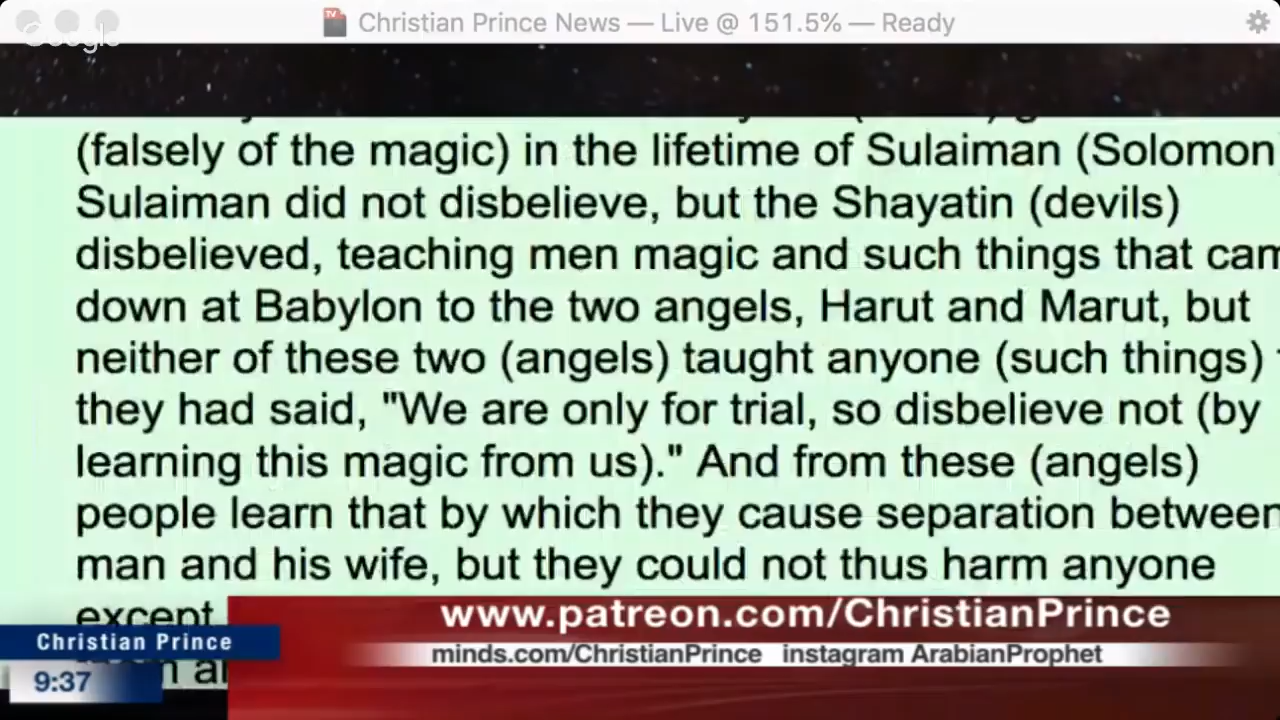 Christian Prince News — Live @ 151.5% — Ready
Google
(falsely of the magic) in the lifetime of Sulaiman (Solomon
Sulaiman did not disbelieve, but the Shayatin (devils)
disbelieved, teaching men magic and such things that cam
down at Babylon to the two angels, Harut and Marut, but
neither of these two (angels) taught anyone (such things)
they had said, "We are only for trial, so disbelieve not (by
learning this magic from us)." And from these (angels)
people learn that by which they cause separation between
man and his wife, but they could not thus harm anyone
except
www.patreon.com/ChristianPrince
Christian Prince
minds.com/ChristianPrince instagram ArabianProphet
9:37